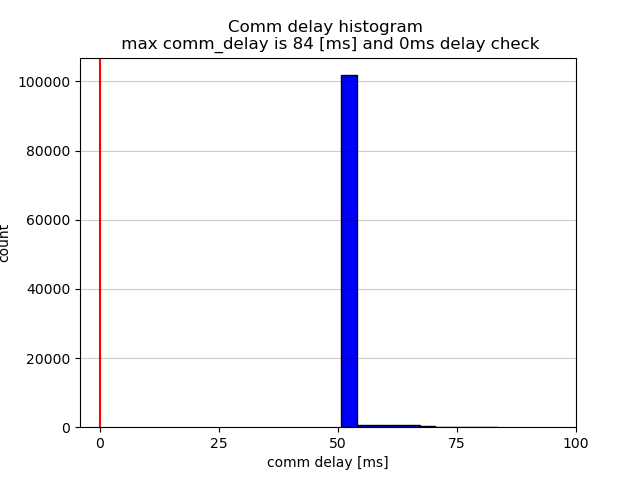 Comm delay histogram
max comm_delay is 84 [ms] and 0ms delay check
100000
80000
60000
40000
20000
0
count
0 25 50 75 100
comm delay [ms]